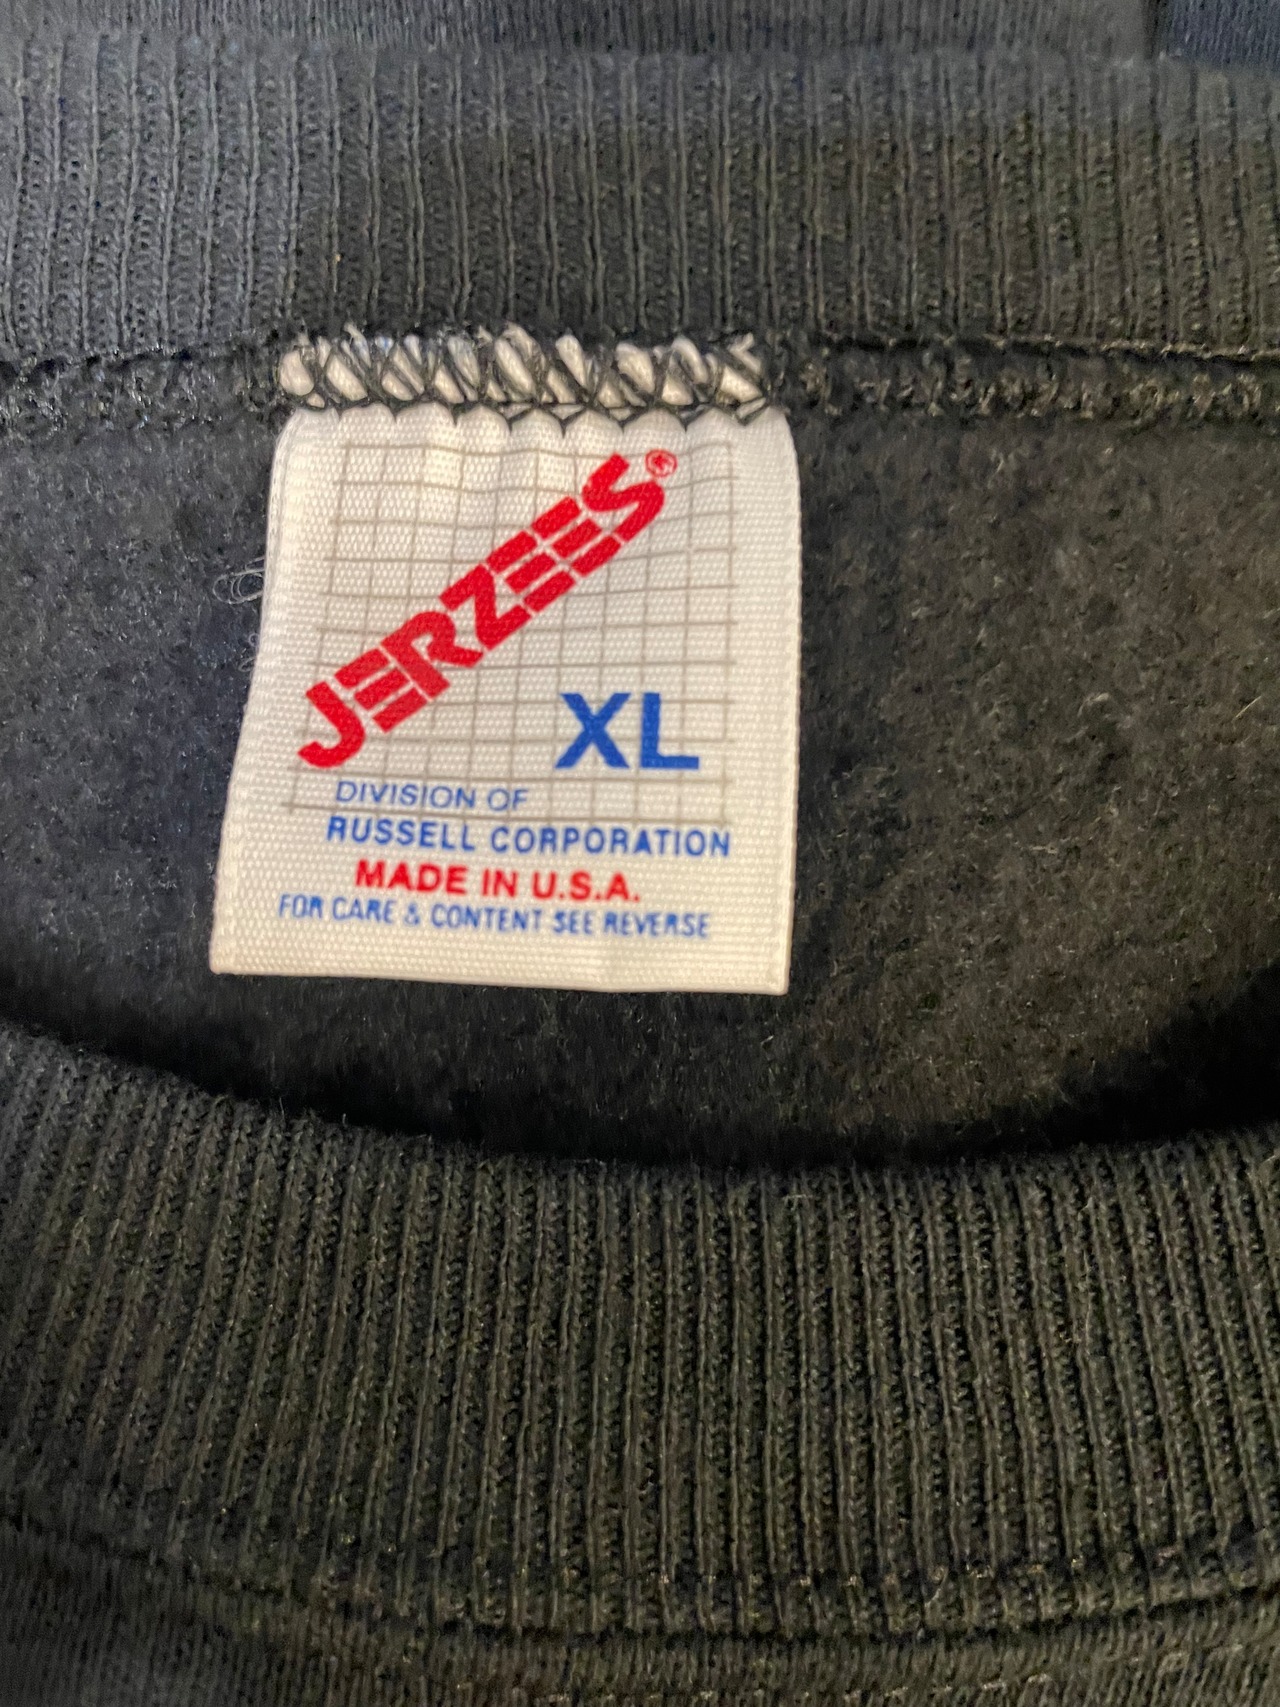 JERZEES®
XL
DIVISION OF
RUSSELL CORPORATION
MADE IN U.S.A.
FOR CARE & CONTENT SEE REVERSE